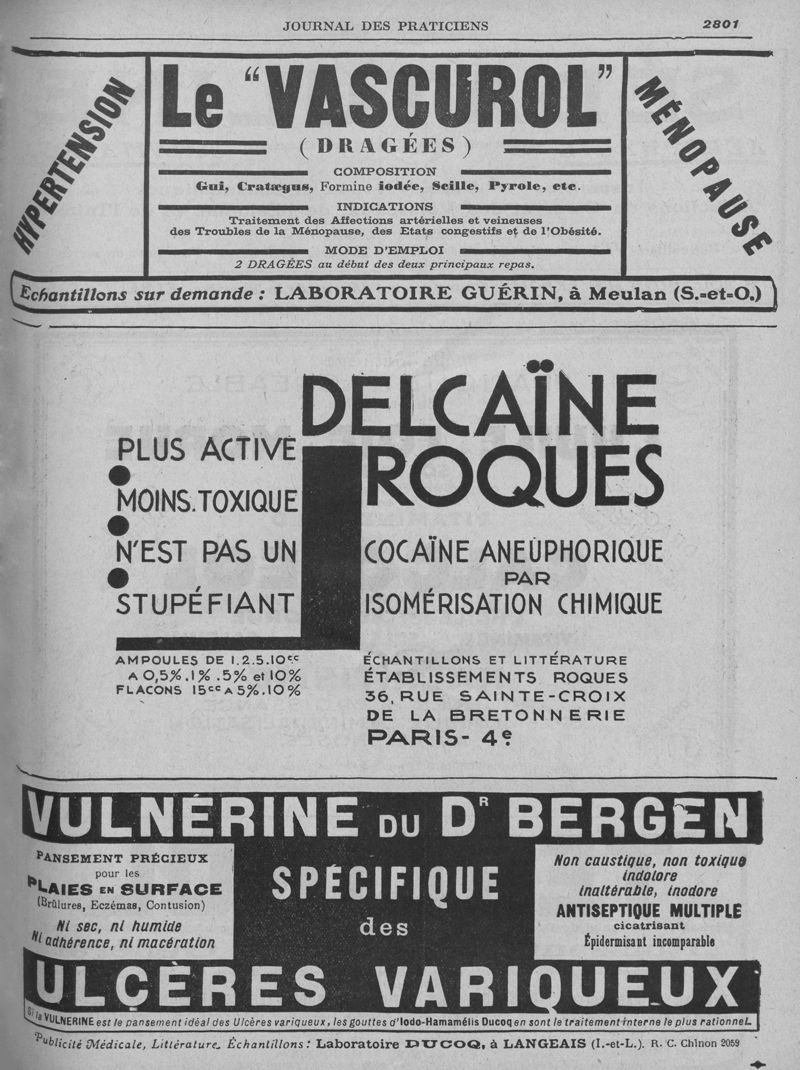 JOURNAL DES PRATICIENS
2801
HYPERTENSION
Le "VASCUROL"
(DRAGÉES)
COMPOSITION
Gui, Cratægus, Formine iodée, Scille, Pyrole, etc.
INDICATIONS
Traitement des Affections artérielles et veineuses
des Troubles de la Ménopause, des Etats congestifs et de l'Obésité.
MODE D'EMPLOI
2 DRAGÉES au début des deux principaux repas.
MÉNOPAUSE
Echantillons sur demande : LABORATOIRE GUÉRIN, à Meulan (S.-et-O.)
DELCAÏNE
ROQUES
PLUS ACTIVE
MOINS.TOXIQUE
N'EST PAS UN
STUPÉFIANT
COCAÏNE ANEUPHORIQUE
PAR
ISOMÉRISATION CHIMIQUE
AMPOULES DE 1.2.5.10cc
A 0,5%.1%.5% et 10%
FLACONS 15cc A 5%.10%
ÉCHANTILLONS ET LITTÉRATURE
ÉTABLISSEMENTS ROQUES
36, RUE SAINTE-CROIX
DE LA BRETONNERIE
PARIS- 4e
VULNÉRINE DU Dr BERGEN
PANSEMENT PRÉCIEUX
pour les
PLAIES EN SURFACE
(Brûlures, Eczémas, Contusion)
Ni sec, ni humide
Ni adhérence, ni macération
SPÉCIFIQUE
des
Non caustique, non toxique
indolore
inaltérable, inodore
ANTISEPTIQUE MULTIPLE
cicatrisant
Épidermisant incomparable
ULCÈRES VARIQUEUX
Si la VULNERINE est le pansement idéal des Ulcères variqueux, les gouttes d'Iodo-Hamamélis Ducoq en sont le traitement interne le plus rationnel.
Publicité Médicale, Littérature. Échantillons : Laboratoire DUCOQ, à LANGEAIS (I.-et-L.). R. C. Chinon 2059